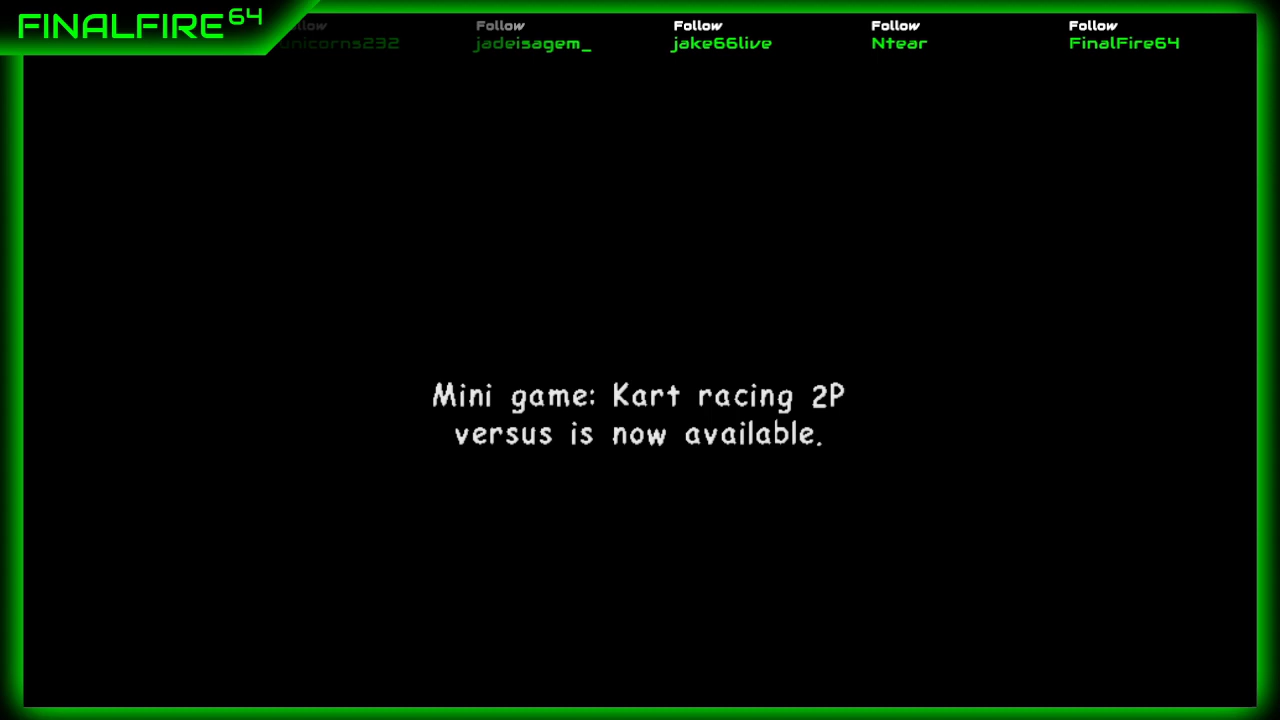 FINALFIRE64
Follow
Follow
Follow
Follow
unicorns232
jadeisagem_
jake66live
Ntear
FinalFire64
Mini game: Kart racing 2P
versus is now available.